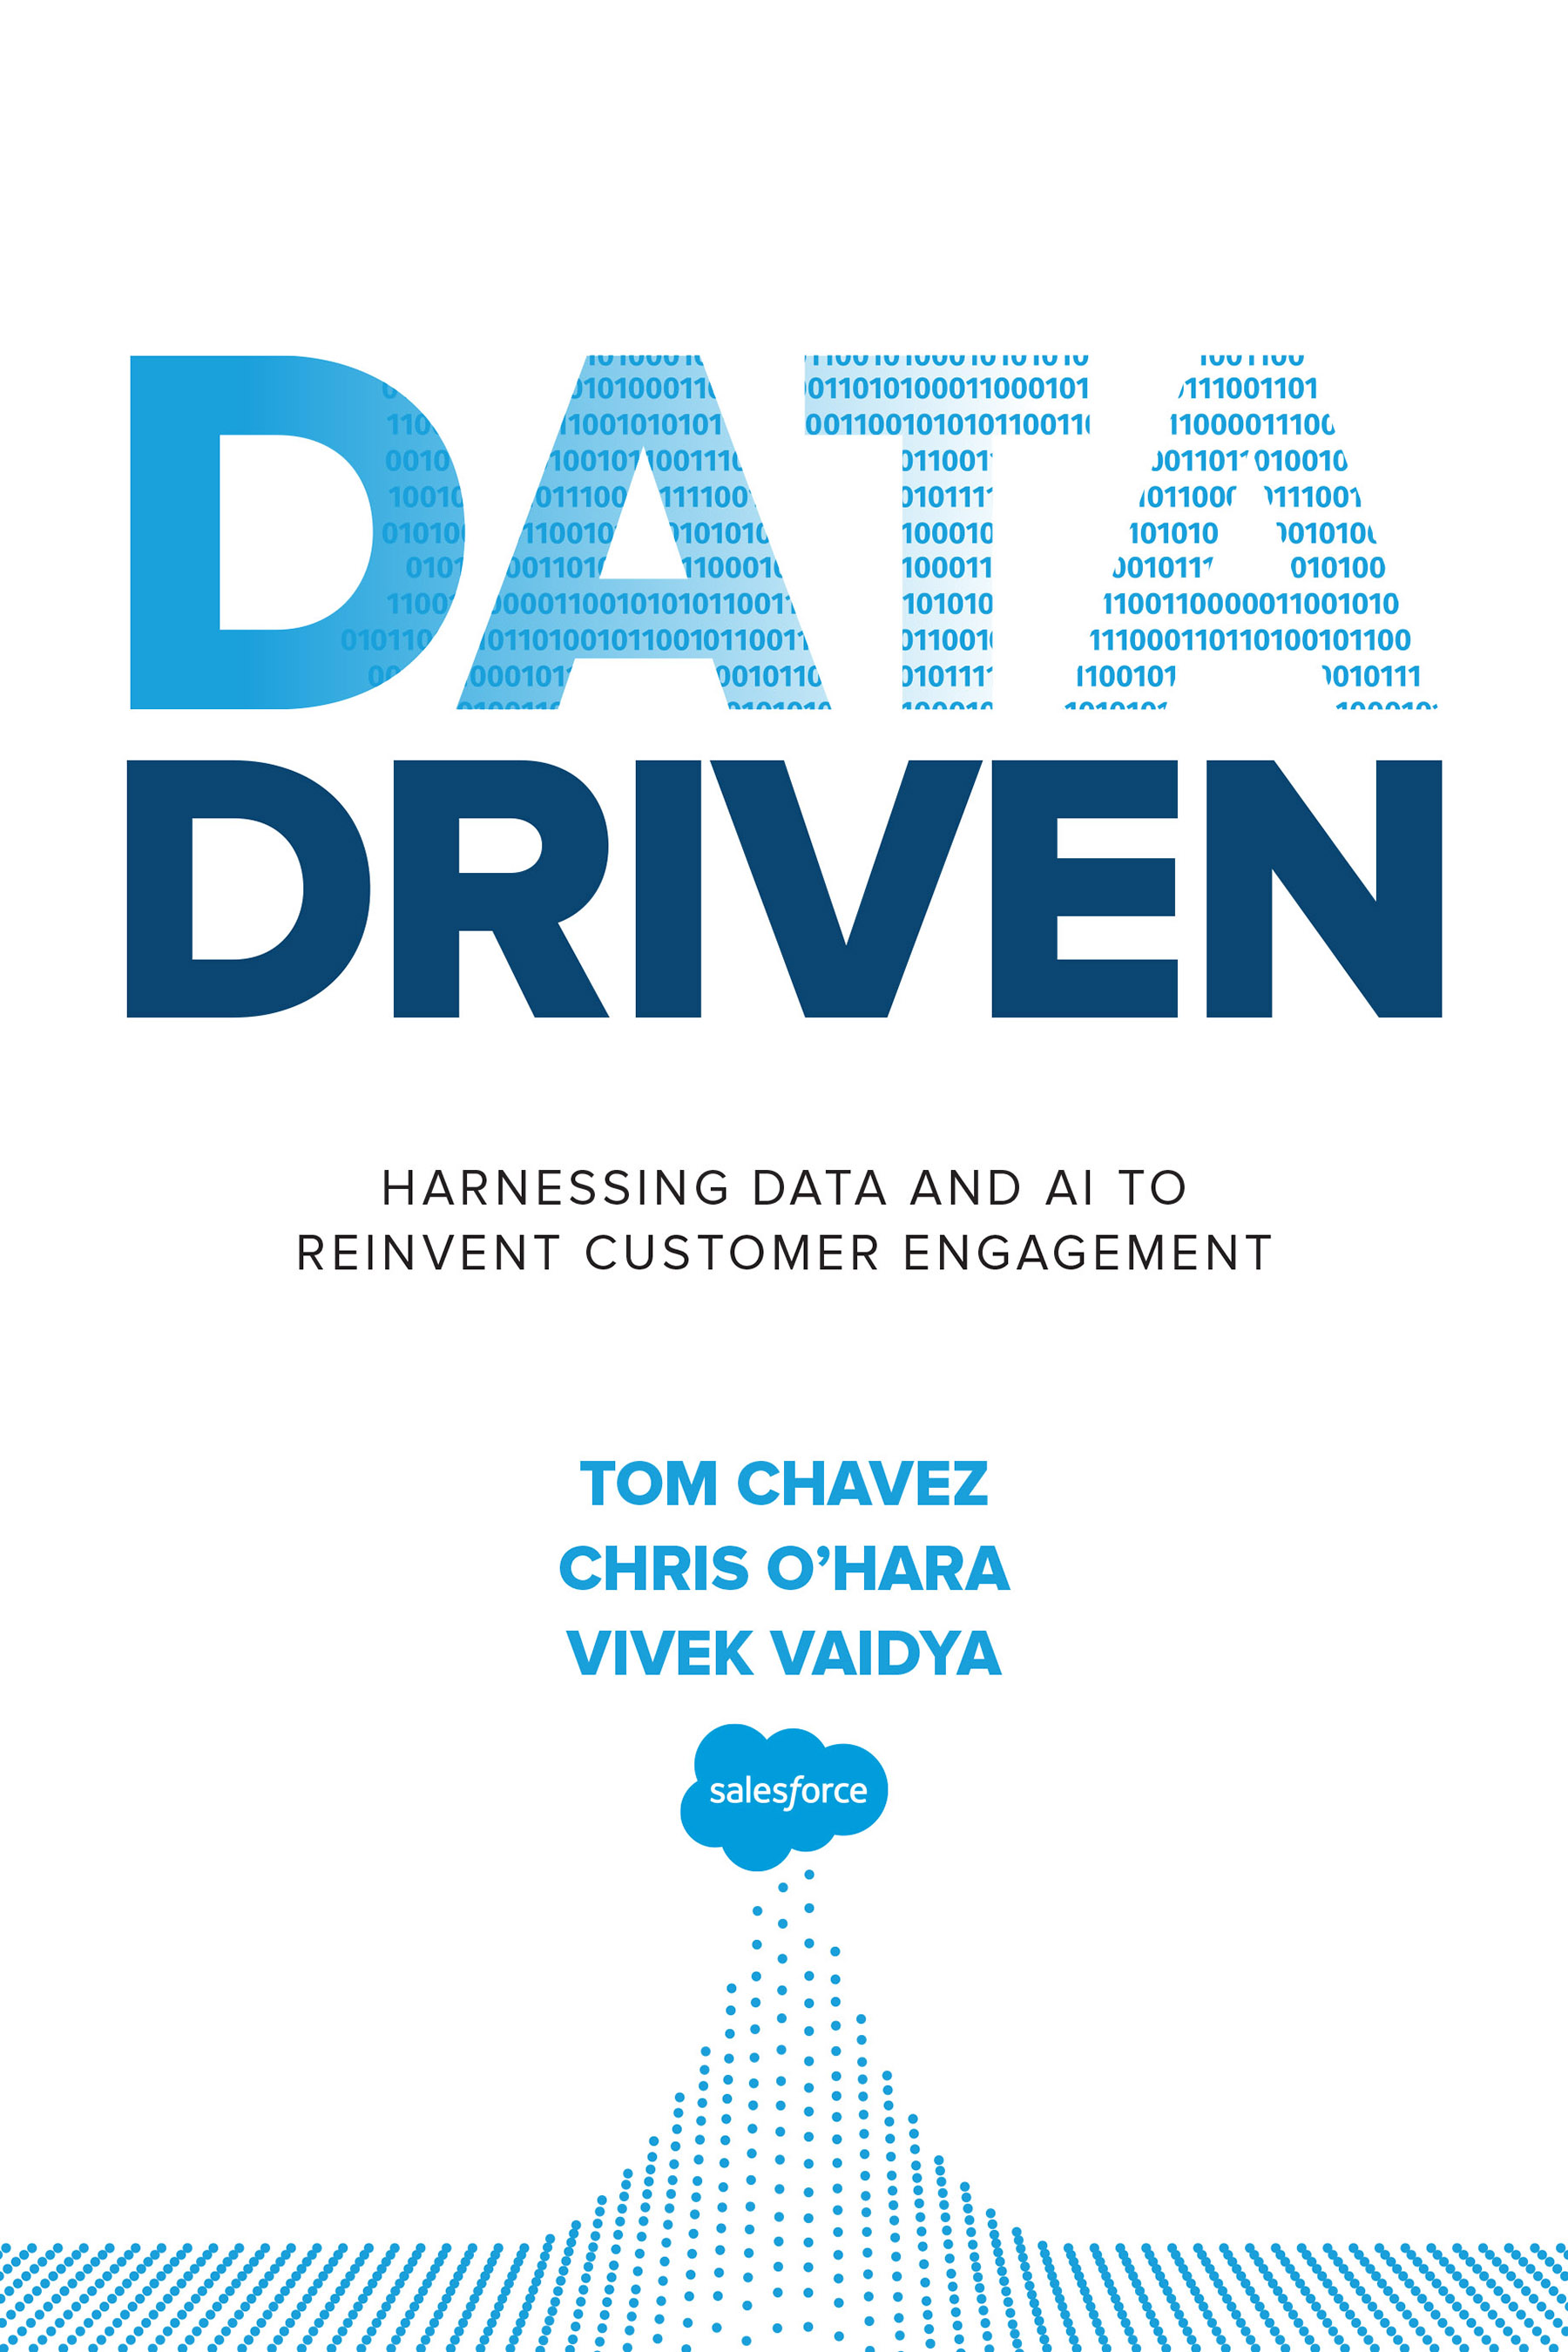 DATA
DRIVEN
HARNESSING DATA AND AI TO
REINVENT CUSTOMER ENGAGEMENT
TOM CHAVEZ
CHRIS O’HARA
VIVEK VAIDYA
salesforce